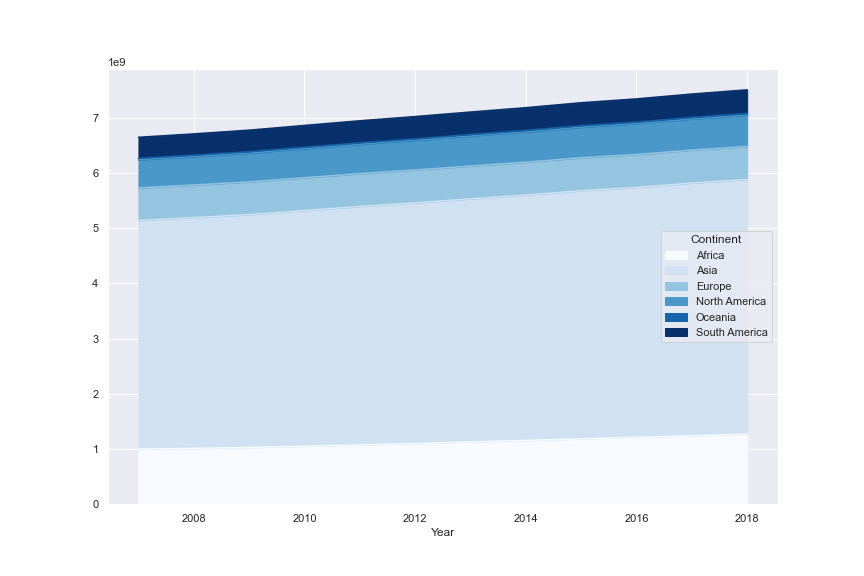 1e9
7
6
5
4
3
2
1
0
Continent
Africa
Asia
Europe
North America
Oceania
South America
2008 2010 2012 2014 2016 2018
Year